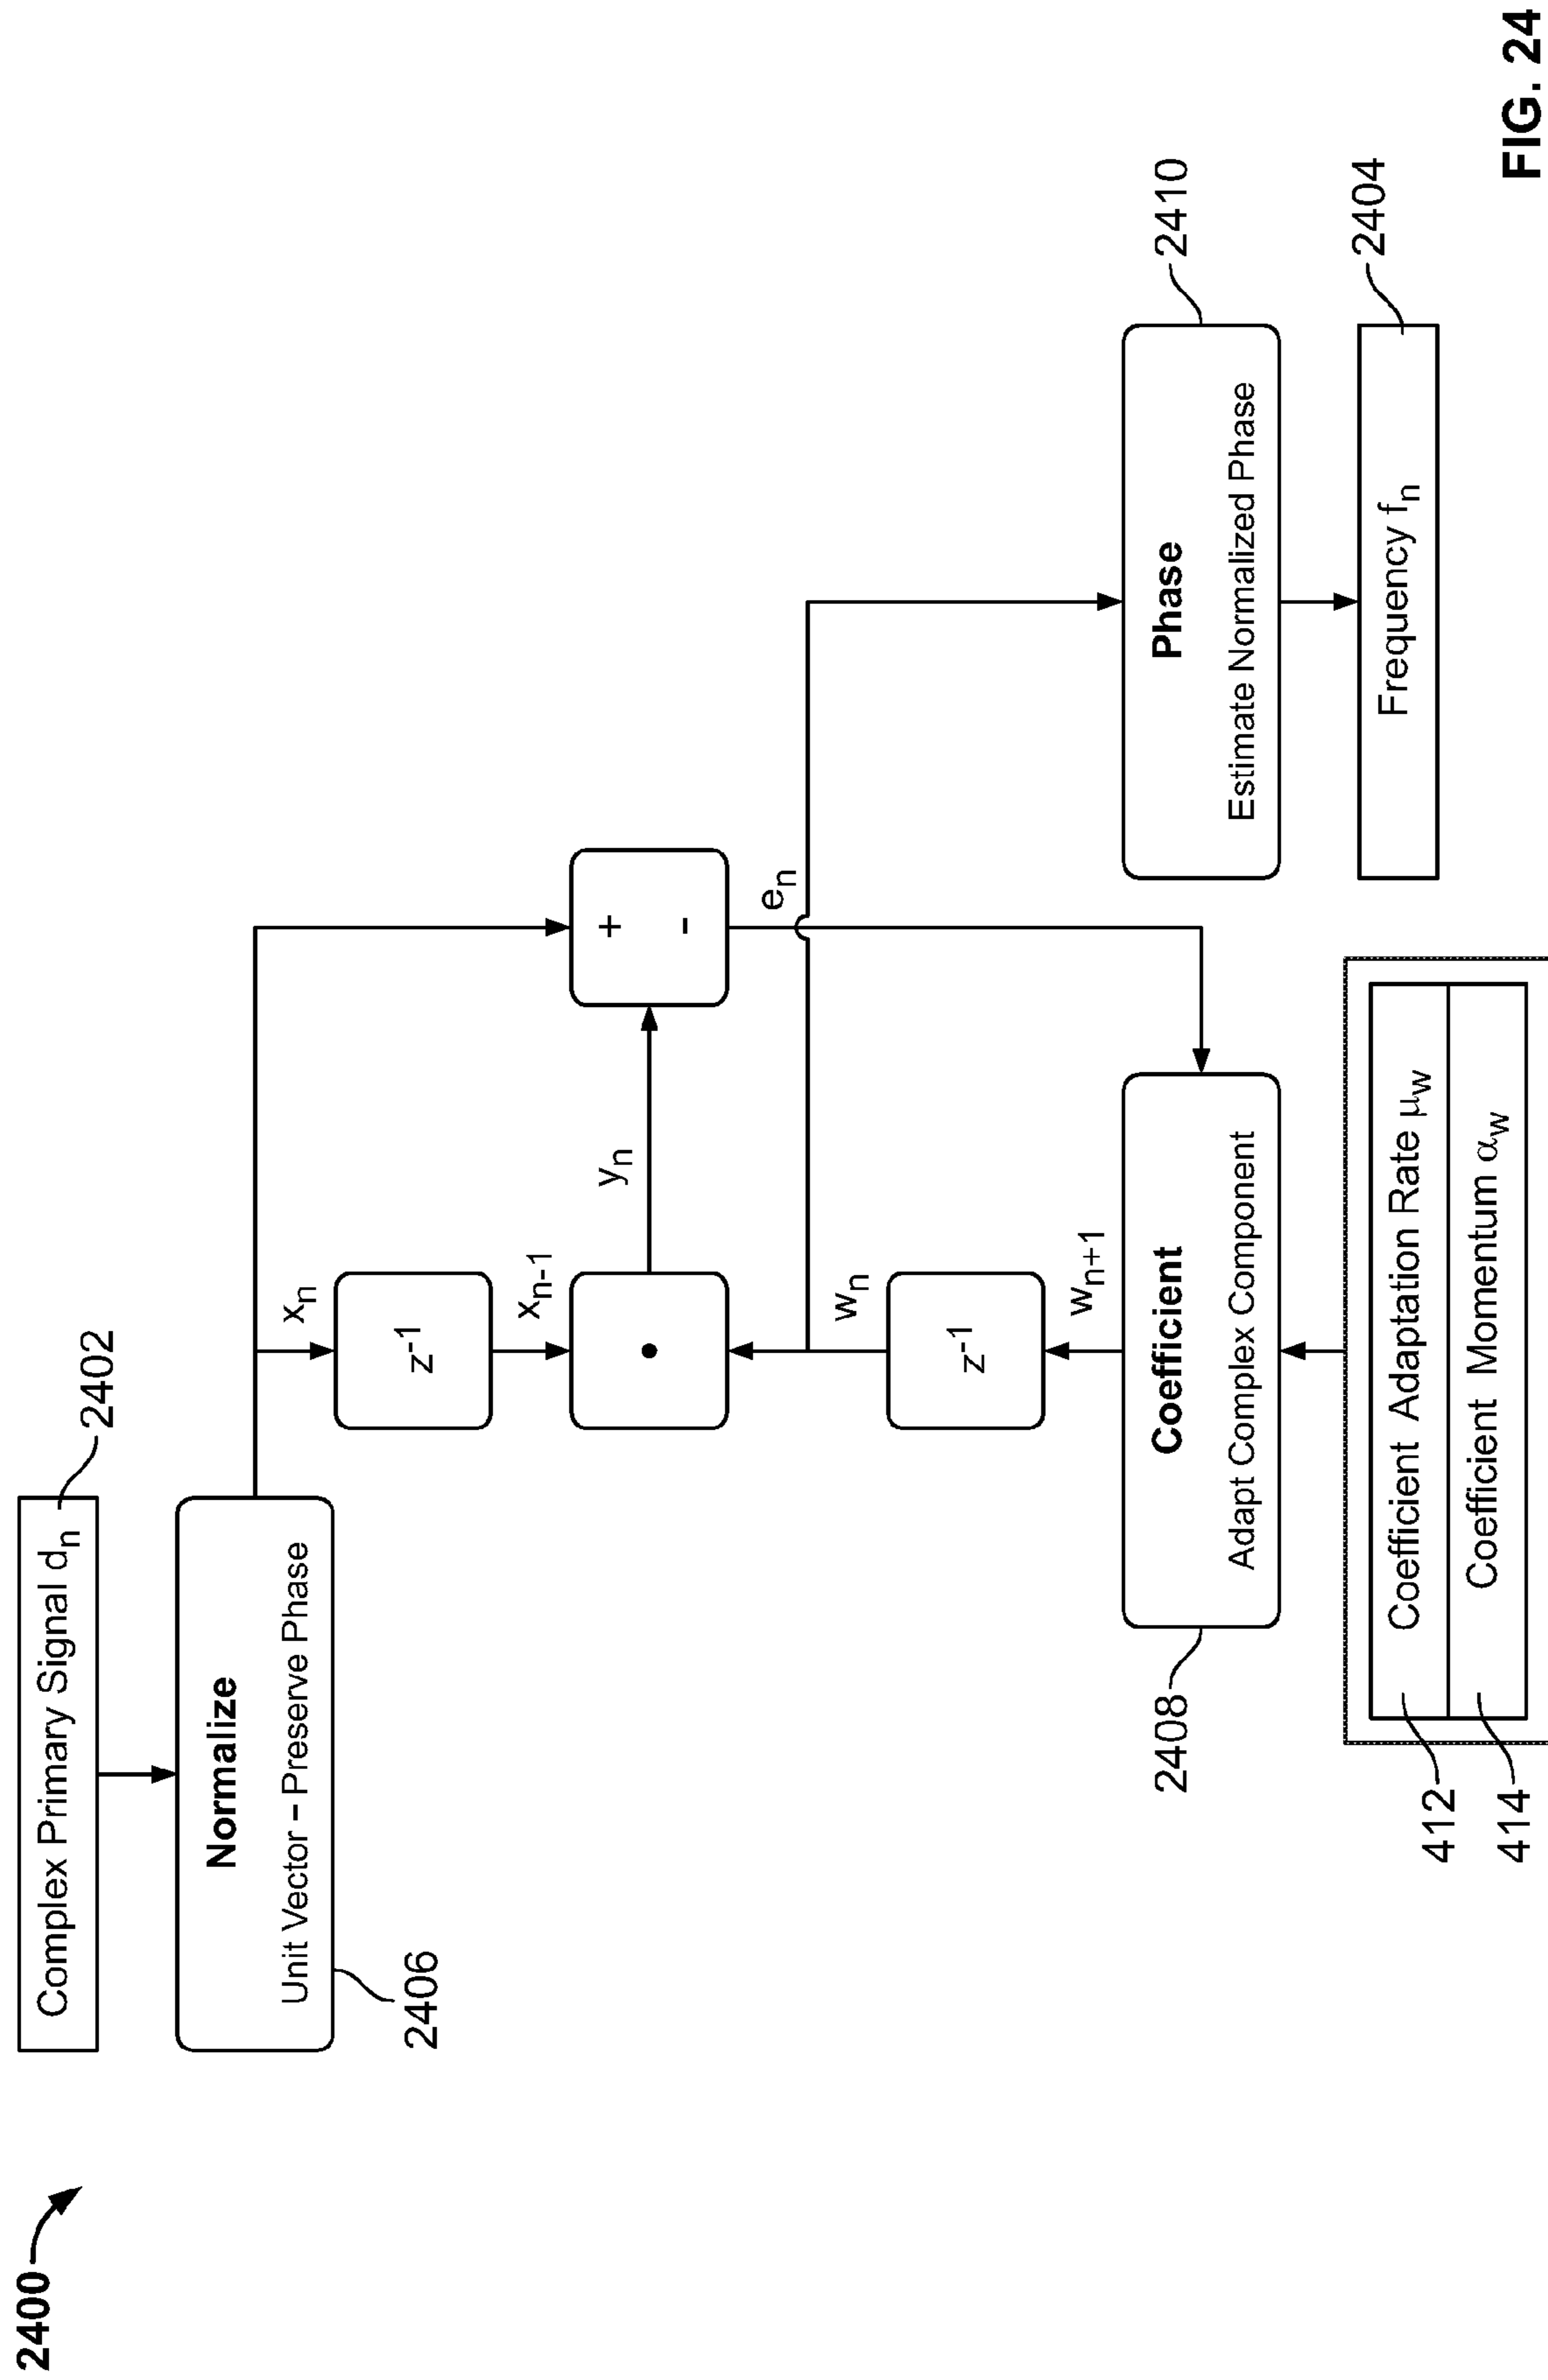 2400
Complex Primary Signal dₙ
2402
Normalize
Unit Vector – Preserve Phase
2406
xₙ
z⁻¹
xₙ₋₁
•
yₙ
+
-
eₙ
wₙ
z⁻¹
wₙ₊₁
Coefficient
Adapt Complex Component
2408
Phase
Estimate Normalized Phase
2410
Coefficient Adaptation Rate μ_w
412
Coefficient Momentum α_w
414
Frequency fₙ
2404
FIG. 24